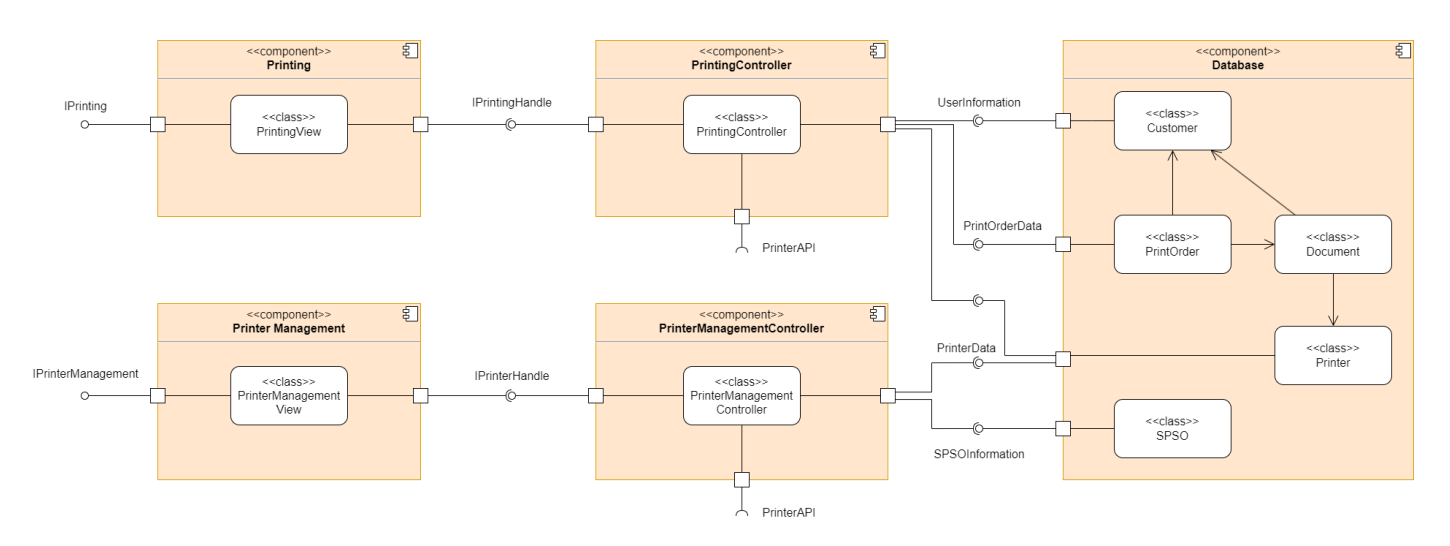 <<component>>
Printing
<<component>>
PrintingController
<<component>>
Database
IPrinting
<<class>>
PrintingView
IPrintingHandle
<<class>>
PrintingController
UserInformation
<<class>>
Customer
PrinterAPI
PrintOrderData
<<class>>
PrintOrder
<<class>>
Document
<<component>>
Printer Management
<<component>>
PrinterManagementController
PrinterData
<<class>>
Printer
IPrinterManagement
<<class>>
PrinterManagement
View
IPrinterHandle
<<class>>
PrinterManagement
Controller
SPSOInformation
<<class>>
SPSO
PrinterAPI